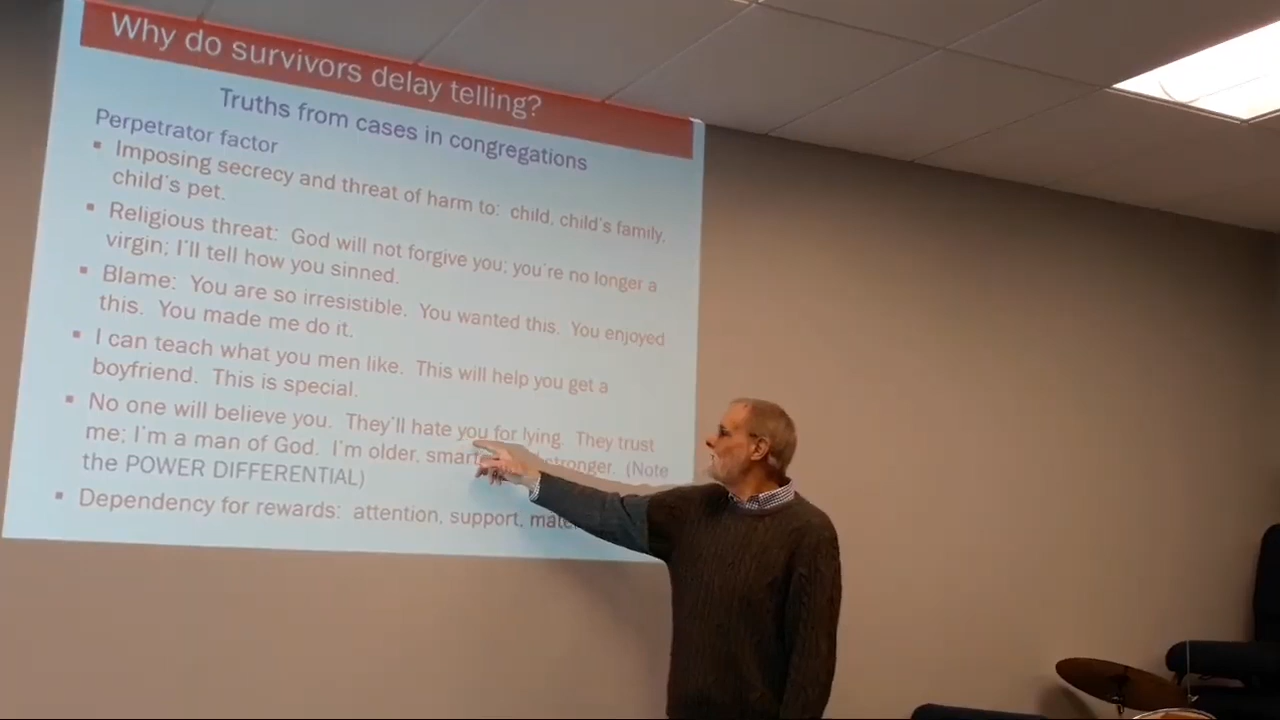 Why do survivors delay telling?
Truths from cases in congregations
Perpetrator factor
▪ Imposing secrecy and threat of harm to: child, child's family,
child's pet.
▪ Religious threat: God will not forgive you; you're no longer a
virgin; I'll tell how you sinned.
▪ Blame: You are so irresistible. You wanted this. You enjoyed
this. You made me do it.
▪ I can teach what you men like. This will help you get a
boyfriend. This is special.
▪ No one will believe you. They'll hate you for lying. They trust
me; I'm a man of God. I'm older, stronger. (Note
the POWER DIFFERENTIAL)
▪ Dependency for rewards: attention, support,